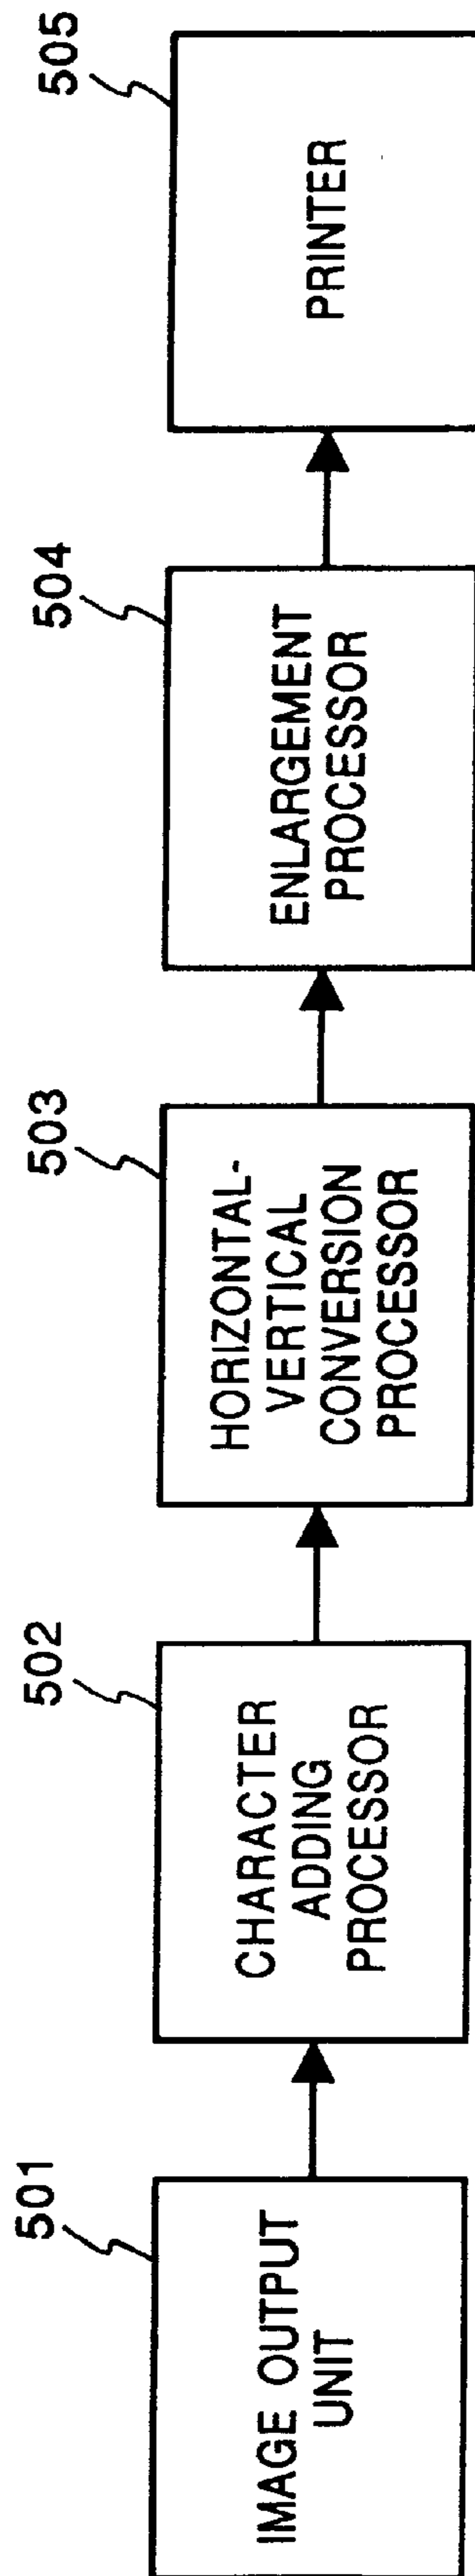 501
IMAGE OUTPUT
UNIT
502
CHARACTER
ADDING
PROCESSOR
503
HORIZONTAL-
VERTICAL
CONVERSION
PROCESSOR
504
ENLARGEMENT
PROCESSOR
505
PRINTER